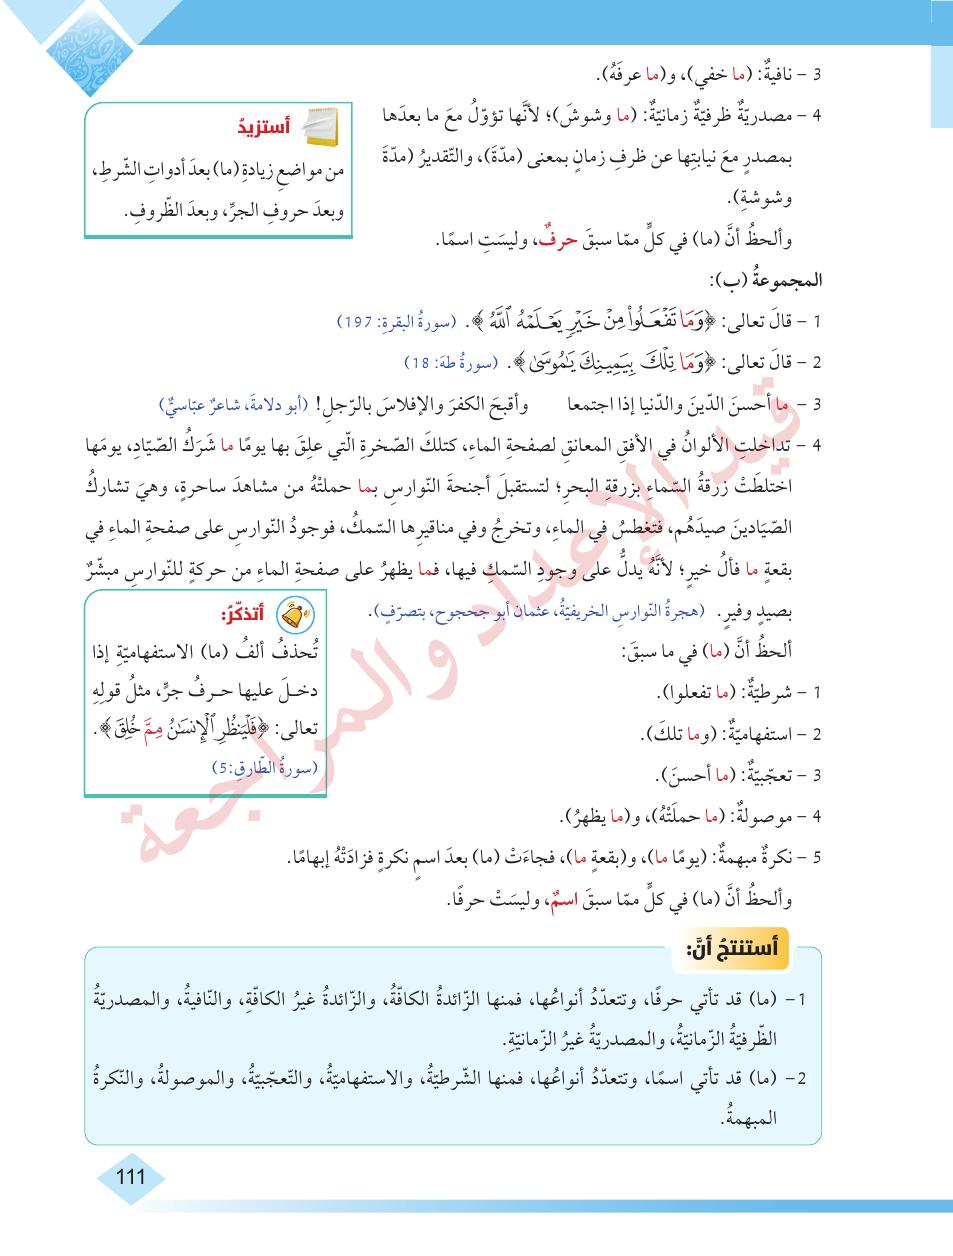 3 – نافيةٌ: (ما خفي)، و(ما عرفَهُ).
4 – مصدريّةٌ ظرفيّةٌ زمانيّةٌ: (ما وشوشَ)؛ لأنَّها تؤوّلُ معَ ما بعدَها
بمصدرٍ معَ نيابتِها عن ظرفِ زمانٍ بمعنى (مدّةَ)، والتّقديرُ (مدّةَ
وشوشةِ).
وألحظُ أنَّ (ما) في كلٍّ ممّا سبقَ حرفٌ، وليسَتِ اسمًا.
أستزيدُ
من مواضعِ زيادةِ (ما) بعدَ أدواتِ الشّرطِ،
وبعدَ حروفِ الجرِّ، وبعدَ الظّروفِ.
المجموعةُ (ب):
1 – قالَ تعالى: ﴿وَمَا تَفْعَلُوا۟ مِنْ خَيْرٍ يَعْلَمْهُ ٱللَّهُ﴾. (سورةُ البقرةِ: 197)
2 – قالَ تعالى: ﴿وَمَا تِلْكَ بِيَمِينِكَ يَٰمُوسَىٰ﴾. (سورةُ طهَ: 18)
3 – ما أحسنَ الدّينَ والدّنيا إذا اجتمعا وأقبحَ الكفرَ والإفلاسَ بالرّجلِ! (أبو دلامةَ، شاعرٌ عبّاسيٌّ)
4 – تداخلتِ الألوانُ في الأفقِ المعانقِ لصفحةِ الماءِ، كتلكَ الصّخرةِ الّتي علِقَ بها يومًا ما شَرَكُ الصّيّادِ، يومَها
اختلطَتْ زرقةُ السّماءِ بزرقةِ البحرِ؛ لتستقبلَ أجنحةَ النّوارسِ بما حملتْهُ من مشاهدَ ساحرةٍ، وهيَ تشاركُ
الصّيّادينَ صيدَهُم، فتغطسُ في الماءِ، وتخرجُ وفي مناقيرِها السّمكُ، فوجودُ النّوارسِ على صفحةِ الماءِ في
بقعةٍ ما فألُ خيرٍ؛ لأنَّهُ يدلُّ على وجودِ السّمكِ فيها، فما يظهرُ على صفحةِ الماءِ من حركةٍ للنّوارسِ مبشّرٌ
بصيدٍ وفيرٍ. (هجرةُ النّوارسِ الخريفيّةُ، عثمان أبو جحجوح، بتصرّفٍ).
ألحظُ أنَّ (ما) في ما سبقَ:
1 – شرطيّةٌ: (ما تفعلوا).
2 – استفهاميّةٌ: (وما تلكَ).
3 – تعجّبيّةٌ: (ما أحسنَ).
4 – موصولةٌ: (ما حملَتْهُ)، و(ما يظهرُ).
5 – نكرةٌ مبهمةٌ: (يومًا ما)، و(بقعةٍ ما)، فجاءَتْ (ما) بعدَ اسمٍ نكرةٍ فزادَتْهُ إبهامًا.
وألحظُ أنَّ (ما) في كلٍّ ممّا سبقَ اسمٌ، وليسَتْ حرفًا.
أتذكّرُ:
تُحذفُ ألفُ (ما) الاستفهاميّةِ إذا
دخلَ عليها حرفُ جرٍّ، مثلُ قولِهِ
تعالى: ﴿فَلْيَنظُرِ ٱلْإِنسَٰنُ مِمَّ خُلِقَ﴾.
(سورةُ الطّارقِ:5)
أستنتجُ أنَّ:
1– (ما) قد تأتي حرفًا، وتتعدّدُ أنواعُها، فمنها الزّائدةُ الكافّةُ، والزّائدةُ غيرُ الكافّةِ، والنّافيةُ، والمصدريّةُ
الظّرفيّةُ الزّمانيّةُ، والمصدريّةُ غيرُ الزّمانيّةِ.
2– (ما) قد تأتي اسمًا، وتتعدّدُ أنواعُها، فمنها الشّرطيّةُ، والاستفهاميّةُ، والتّعجّبيّةُ، والموصولةُ، والنّكرةُ
المبهمةُ.
111
قيد الإعداد والمراجعة